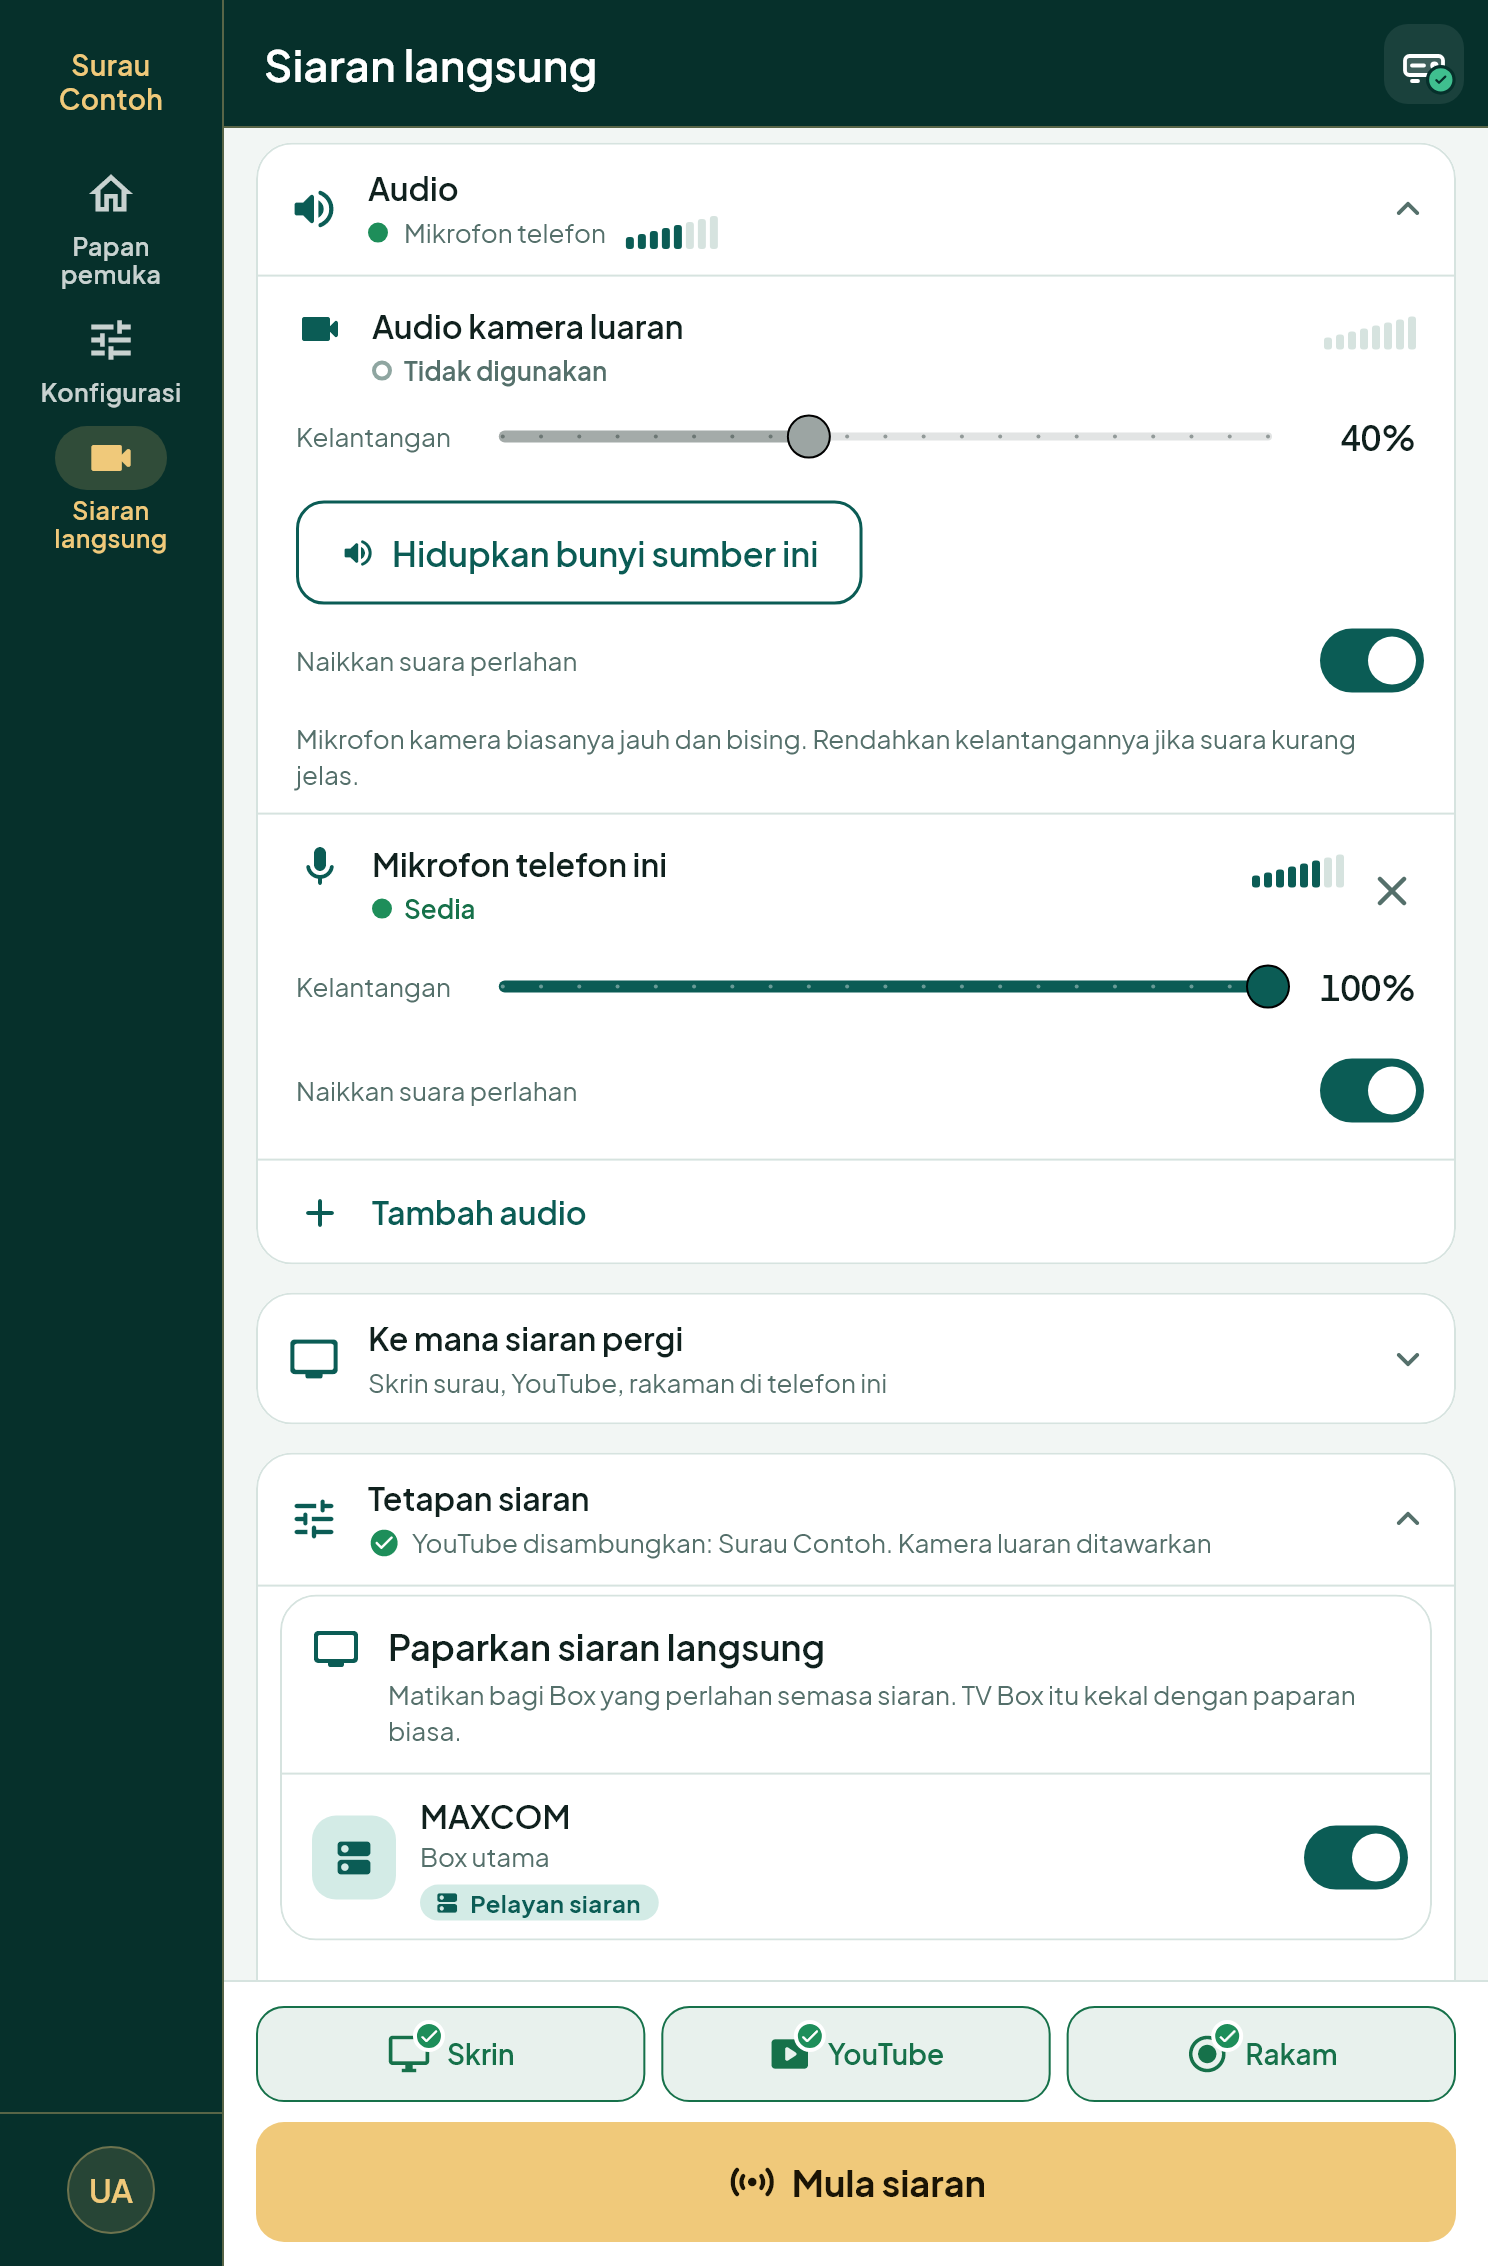 Surau
Contoh
Papan
pemuka
Konfigurasi
Siaran
langsung
UA
Siaran langsung
Audio
Mikrofon telefon
Audio kamera luaran
Tidak digunakan
Kelantangan
40%
Hidupkan bunyi sumber ini
Naikkan suara perlahan
Mikrofon kamera biasanya jauh dan bising. Rendahkan kelantangannya jika suara kurang
jelas.
Mikrofon telefon ini
Sedia
Kelantangan
100%
Naikkan suara perlahan
Tambah audio
Ke mana siaran pergi
Skrin surau, YouTube, rakaman di telefon ini
Tetapan siaran
YouTube disambungkan: Surau Contoh. Kamera luaran ditawarkan
Paparkan siaran langsung
Matikan bagi Box yang perlahan semasa siaran. TV Box itu kekal dengan paparan
biasa.
MAXCOM
Box utama
Pelayan siaran
Skrin
YouTube
Rakam
Mula siaran